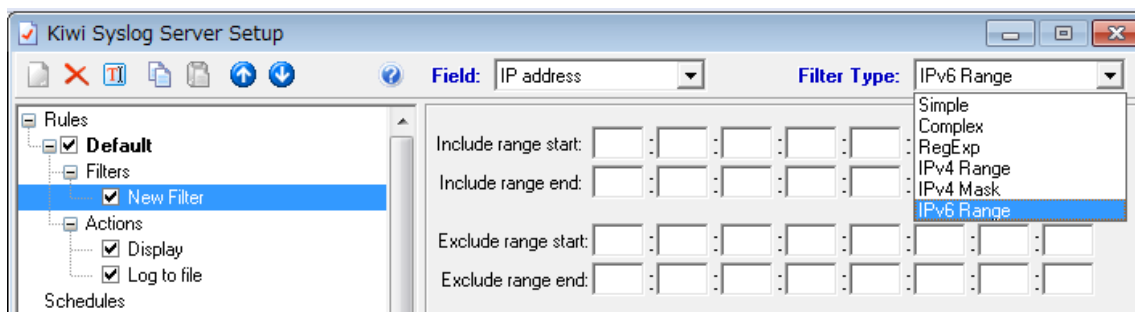 Kiwi Syslog Server Setup
Field: IP address Filter Type: IPv6 Range
Simple
Complex
RegExp
IPv4 Range
IPv4 Mask
IPv6 Range
Rules
Default
Filters
New Filter
Actions
Display
Log to file
Schedules
Include range start: : : : : :
Include range end: : : : : :
Exclude range start: : : : : : : :
Exclude range end: : : : : : : :